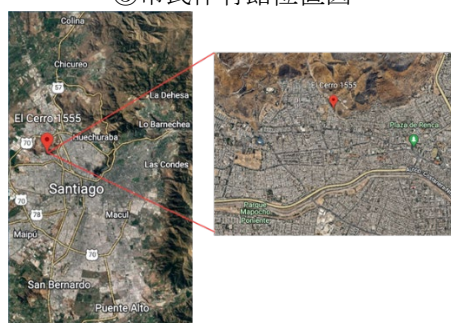 Colina
Chicureo
57
La Dehesa
El Cerro 1555
Lo Barnechea
Huechuraba
70
Las Condes
Santiago
70
78
Macul
Maipú
70
San Bernardo
Puente Alto
El Cerro 1555
Plaza de Renca
Parque
Mapocho
Poniente